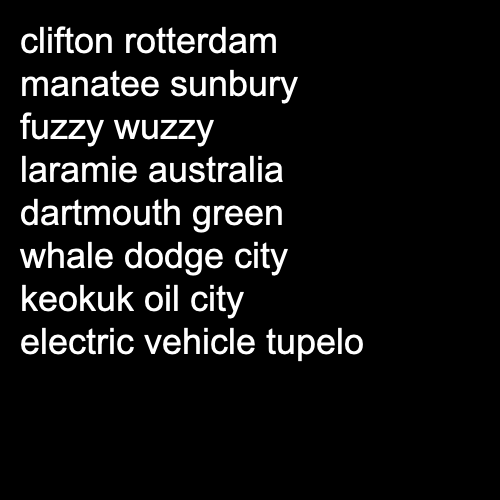 clifton rotterdam
manatee sunbury
fuzzy wuzzy
laramie australia
dartmouth green
whale dodge city
keokuk oil city
electric vehicle tupelo